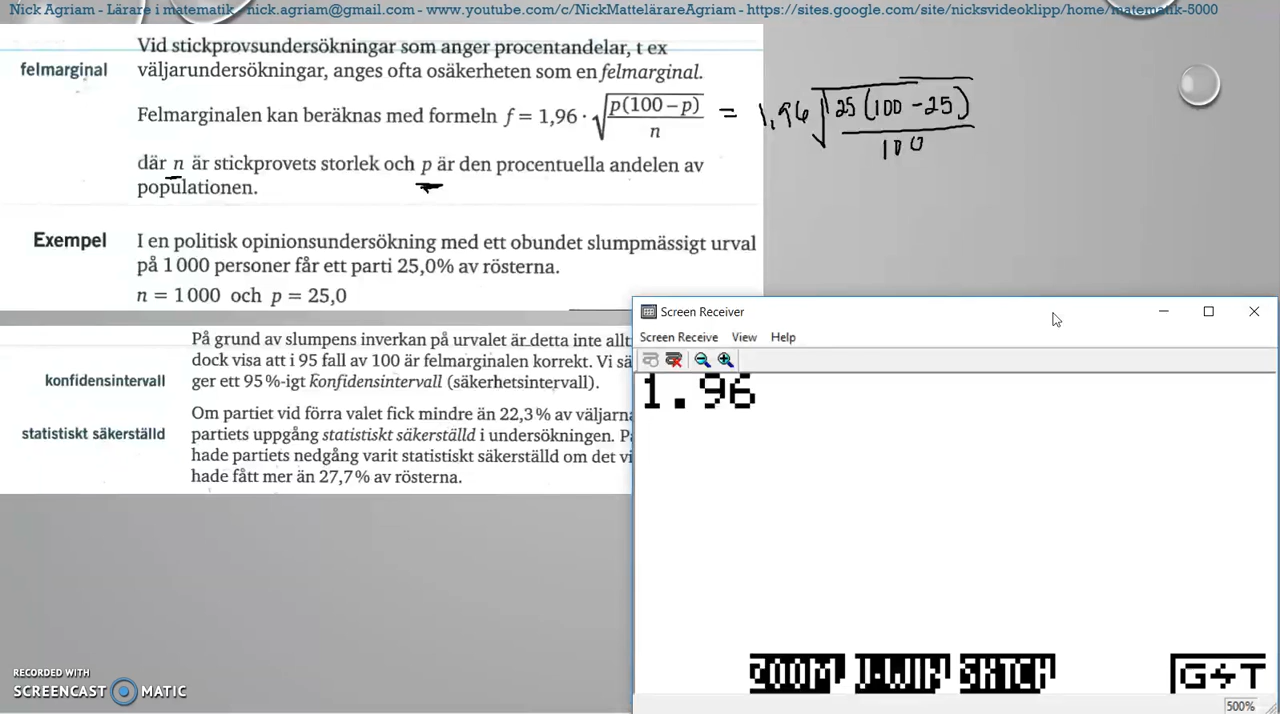 Nick Agriam - Lärare i matematik - nick.agriam@gmail.com - www.youtube.com/c/NickMattelärareAgriam - https://sites.google.com/site/nicksvideoklipp/home/matematik-5000
felmarginal
Vid stickprovsundersökningar som anger procentandelar, t ex
väljarundersökningar, anges ofta osäkerheten som en felmarginal.
Felmarginalen kan beräknas med formeln f = 1,96 · √(p(100 – p)/n) = 1,96 √(25(100 - 25)/100)
där n är stickprovets storlek och p är den procentuella andelen av
populationen.
Exempel
I en politisk opinionsundersökning med ett obundet slumpmässigt urval
på 1 000 personer får ett parti 25,0% av rösterna.
n = 1 000 och p = 25,0
konfidensintervall
statistiskt säkerställd
På grund av slumpens inverkan på urvalet är detta inte allt
dock visa att i 95 fall av 100 är felmarginalen korrekt. Vi sä
ger ett 95 %-igt konfidensintervall (säkerhetsintervall).
Om partiet vid förra valet fick mindre än 22,3 % av väljarna
partiets uppgång statistiskt säkerställd i undersökningen. P
hade partiets nedgång varit statistiskt säkerställd om det vi
hade fått mer än 27,7 % av rösterna.
Screen Receiver
Screen Receive View Help
1.96
ZOOM V-WIN SKTCH G↔T
500%
RECORDED WITH
SCREENCAST MATIC